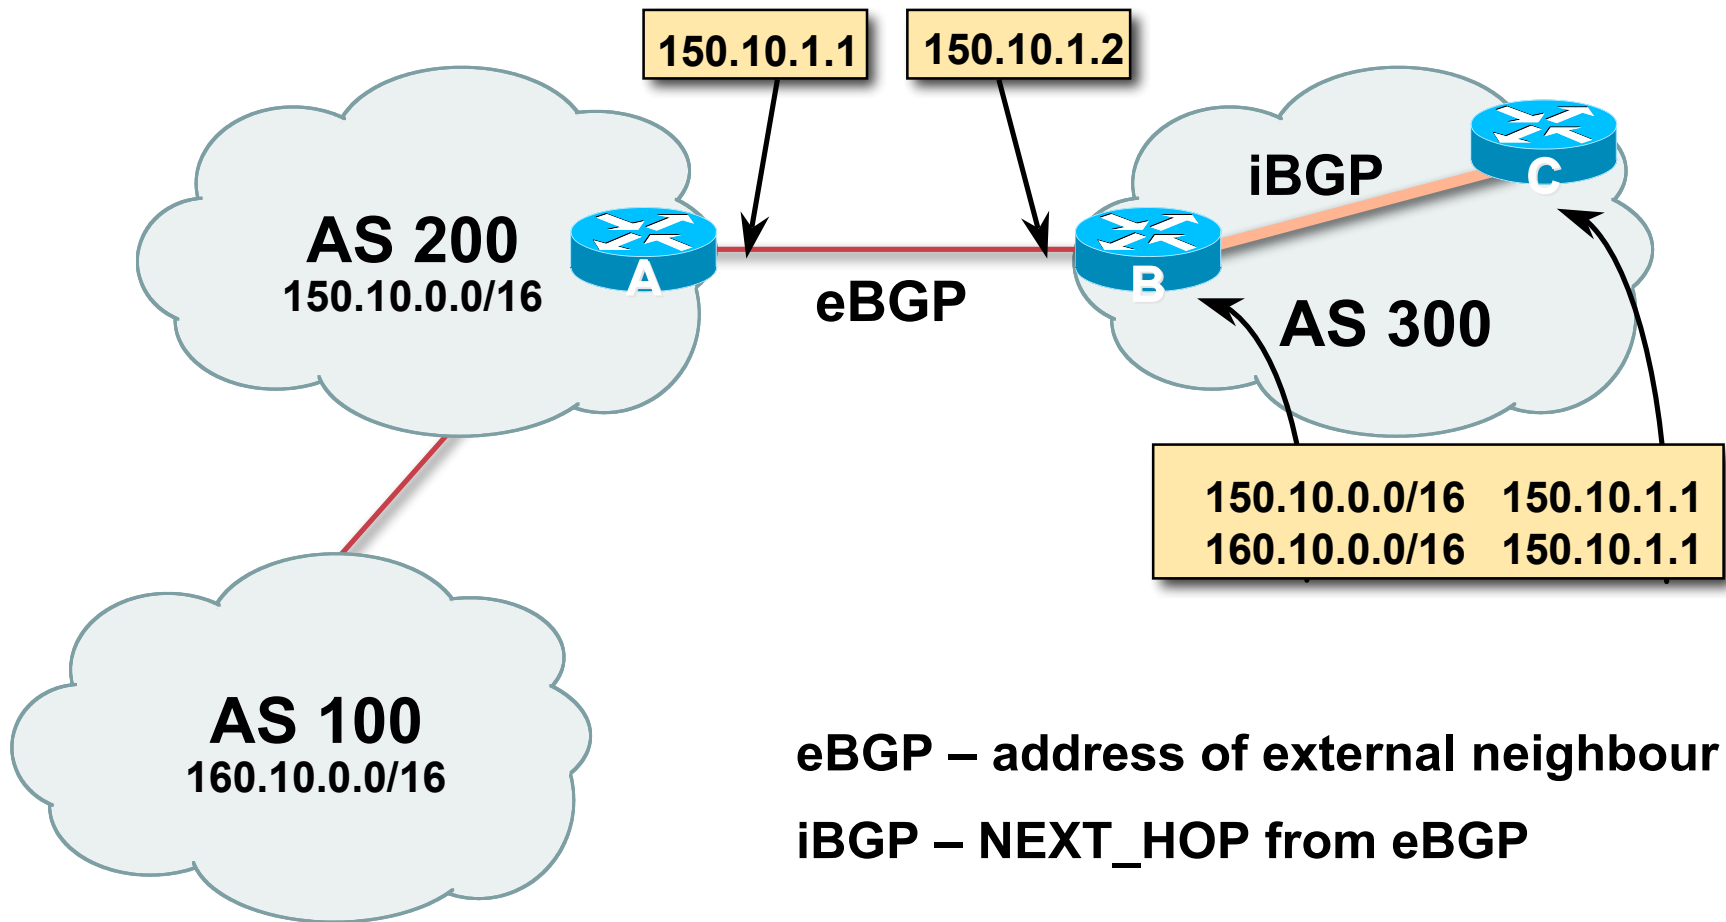 150.10.1.1
150.10.1.2
iBGP
C
AS 200
150.10.0.0/16
A
B
eBGP
AS 300
150.10.0.0/16 150.10.1.1
160.10.0.0/16 150.10.1.1
AS 100
160.10.0.0/16
eBGP – address of external neighbour
iBGP – NEXT_HOP from eBGP